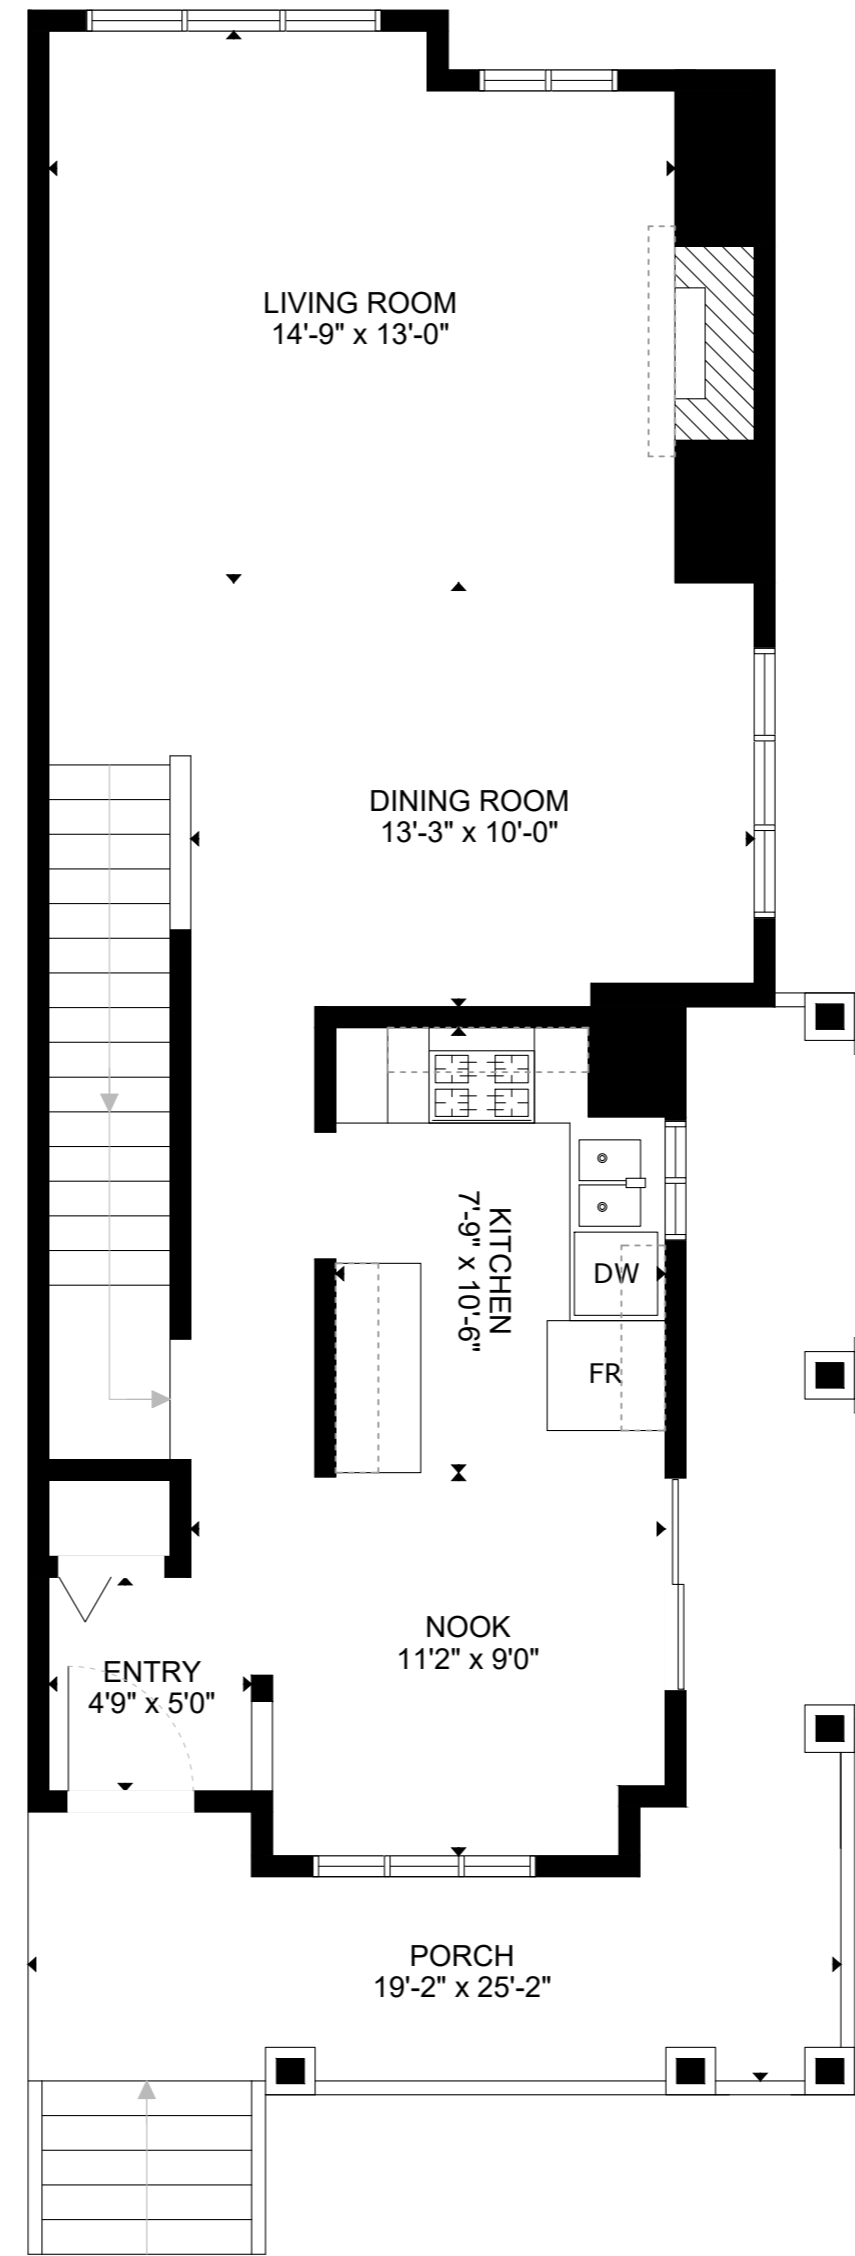 LIVING ROOM
14'-9" x 13'-0"
DINING ROOM
13'-3" x 10'-0"
KITCHEN
7'-9" x 10'-6"
DW
FR
NOOK
11'2" x 9'0"
ENTRY
4'9" x 5'0"
PORCH
19'-2" x 25'-2"